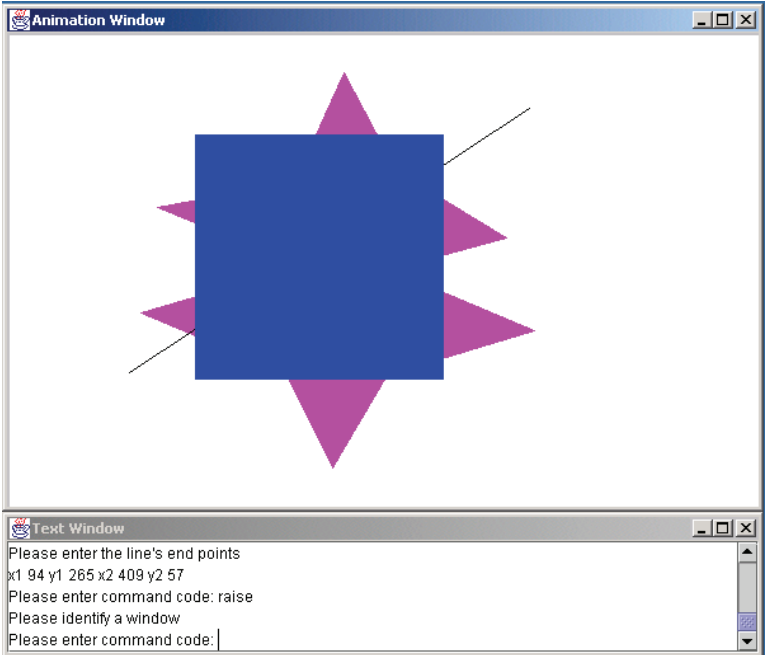 Animation Window
Text Window
Please enter the line's end points
x1 94 y1 265 x2 409 y2 57
Please enter command code: raise
Please identify a window
Please enter command code: